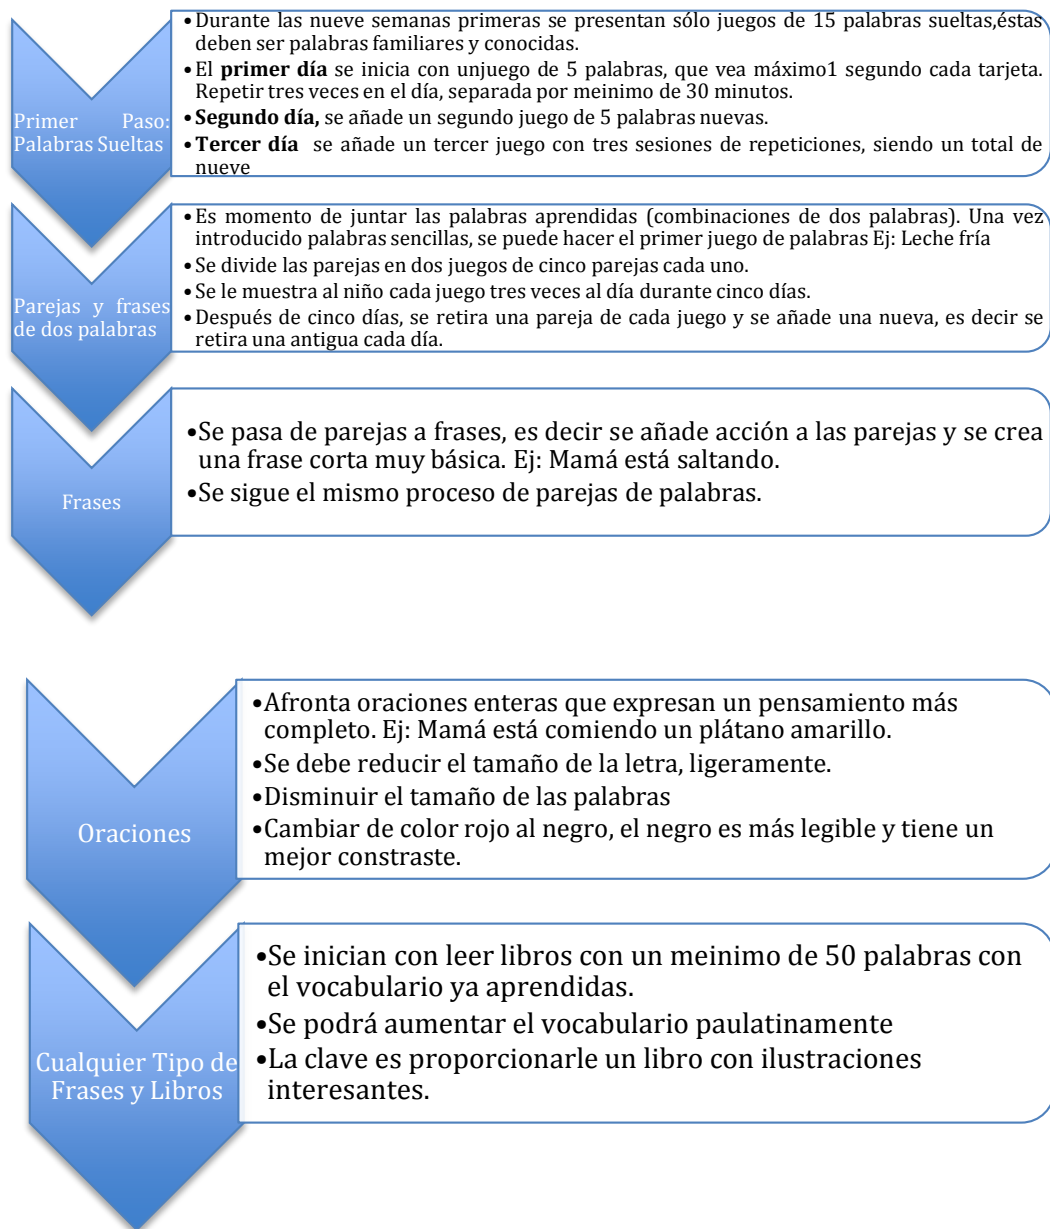 Primer Paso:
Palabras Sueltas
•Durante las nueve semanas primeras se presentan sólo juegos de 15 palabras sueltas,éstas
deben ser palabras familiares y conocidas.
•El primer día se inicia con unjuego de 5 palabras, que vea máximo1 segundo cada tarjeta.
Repetir tres veces en el día, separada por meinimo de 30 minutos.
•Segundo día, se añade un segundo juego de 5 palabras nuevas.
•Tercer día se añade un tercer juego con tres sesiones de repeticiones, siendo un total de
nueve
Parejas y frases
de dos palabras
•Es momento de juntar las palabras aprendidas (combinaciones de dos palabras). Una vez
introducido palabras sencillas, se puede hacer el primer juego de palabras Ej: Leche fría
•Se divide las parejas en dos juegos de cinco parejas cada uno.
•Se le muestra al niño cada juego tres veces al día durante cinco días.
•Después de cinco días, se retira una pareja de cada juego y se añade una nueva, es decir se
retira una antigua cada día.
Frases
•Se pasa de parejas a frases, es decir se añade acción a las parejas y se crea
una frase corta muy básica. Ej: Mamá está saltando.
•Se sigue el mismo proceso de parejas de palabras.
Oraciones
•Afronta oraciones enteras que expresan un pensamiento más
completo. Ej: Mamá está comiendo un plátano amarillo.
•Se debe reducir el tamaño de la letra, ligeramente.
•Disminuir el tamaño de las palabras
•Cambiar de color rojo al negro, el negro es más legible y tiene un
mejor constraste.
Cualquier Tipo de
Frases y Libros
•Se inician con leer libros con un meinimo de 50 palabras con
el vocabulario ya aprendidas.
•Se podrá aumentar el vocabulario paulatinamente
•La clave es proporcionarle un libro con ilustraciones
interesantes.